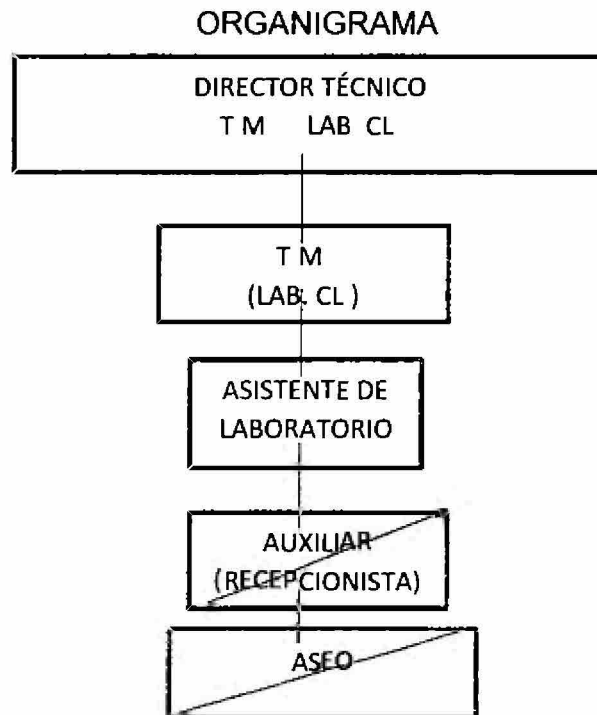 ORGANIGRAMA
DIRECTOR TÉCNICO
T M LAB CL
T M
(LAB. CL )
ASISTENTE DE
LABORATORIO
AUXILIAR
(RECEPCIONISTA)
ASEO